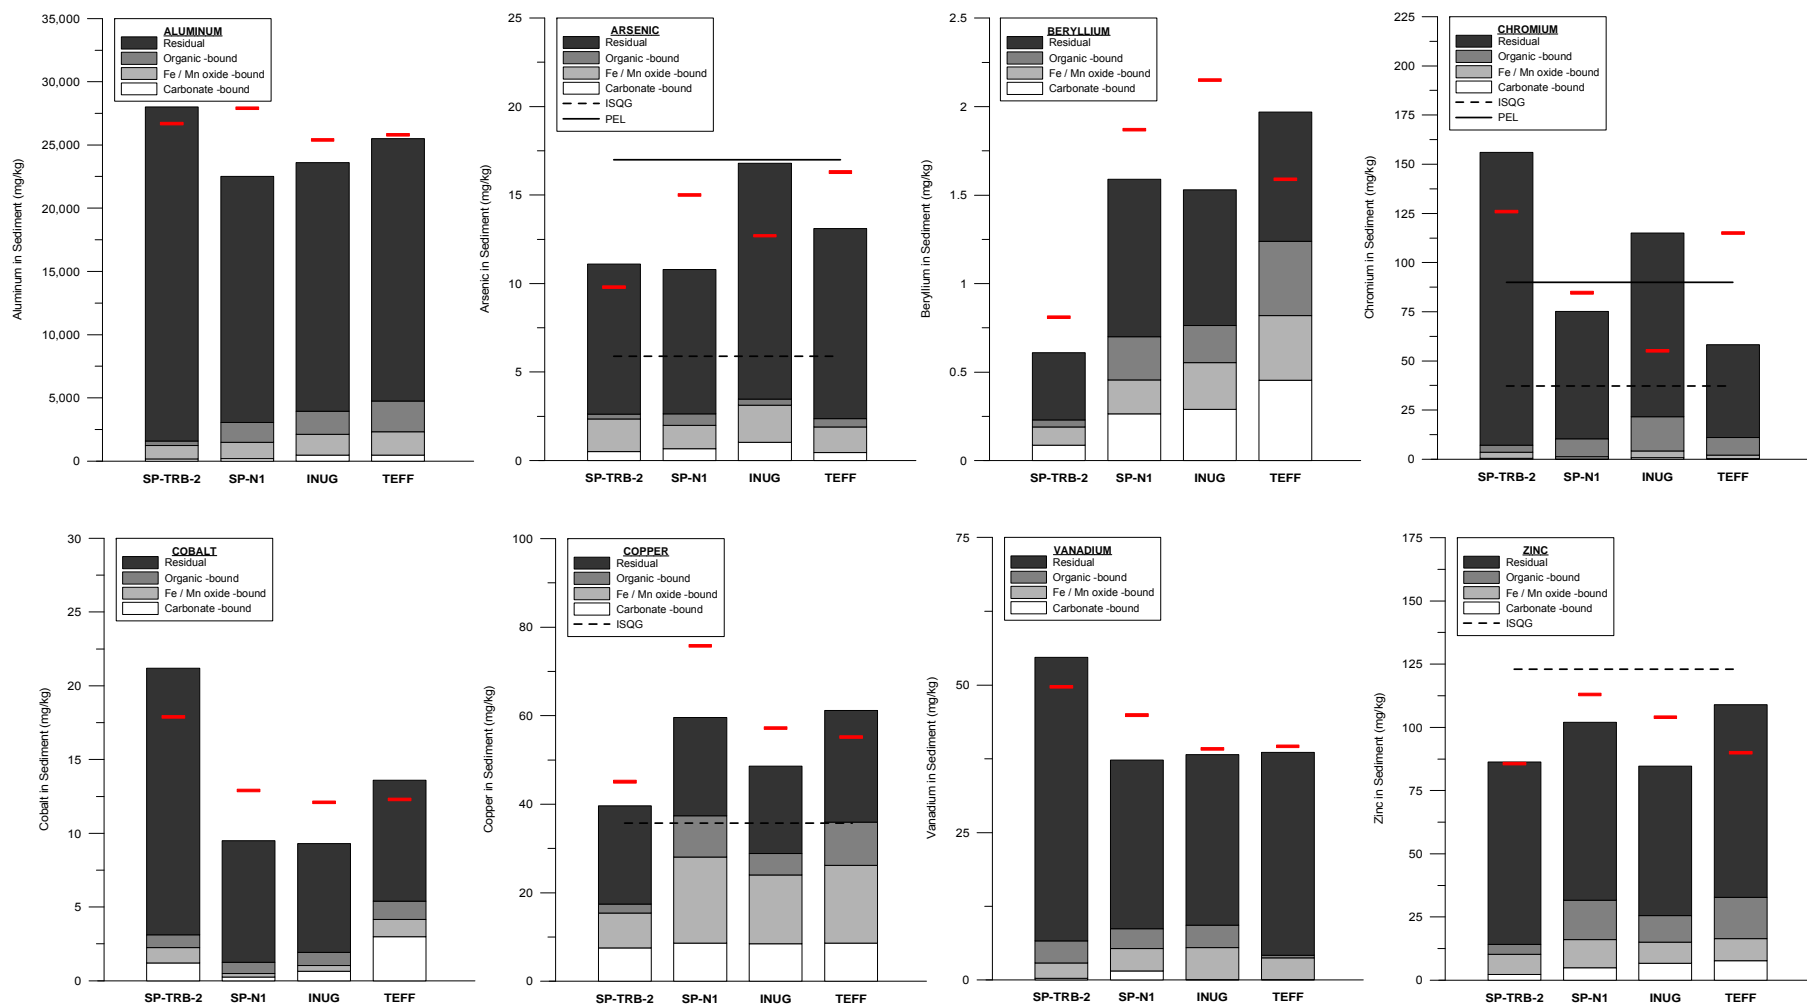 ALUMINUM
Residual
Organic -bound
Fe / Mn oxide -bound
Carbonate -bound
Aluminum in Sediment (mg/kg)
35,000
30,000
25,000
20,000
15,000
10,000
5,000
0
SP-TRB-2 SP-N1 INUG TEFF
ARSENIC
Residual
Organic -bound
Fe / Mn oxide -bound
Carbonate -bound
ISQG
PEL
Arsenic in Sediment (mg/kg)
25
20
15
10
5
0
SP-TRB-2 SP-N1 INUG TEFF
BERYLLIUM
Residual
Organic -bound
Fe / Mn oxide -bound
Carbonate -bound
Beryllium in Sediment (mg/kg)
2.5
2
1.5
1
0.5
0
SP-TRB-2 SP-N1 INUG TEFF
CHROMIUM
Residual
Organic -bound
Fe / Mn oxide -bound
Carbonate -bound
ISQG
PEL
Chromium in Sediment (mg/kg)
225
200
175
150
125
100
75
50
25
0
SP-TRB-2 SP-N1 INUG TEFF
COBALT
Residual
Organic -bound
Fe / Mn oxide -bound
Carbonate -bound
Cobalt in Sediment (mg/kg)
30
25
20
15
10
5
0
SP-TRB-2 SP-N1 INUG TEFF
COPPER
Residual
Organic -bound
Fe / Mn oxide -bound
Carbonate -bound
ISQG
Copper in Sediment (mg/kg)
100
80
60
40
20
0
SP-TRB-2 SP-N1 INUG TEFF
VANADIUM
Residual
Organic -bound
Fe / Mn oxide -bound
Carbonate -bound
Vanadium in Sediment (mg/kg)
75
50
25
0
SP-TRB-2 SP-N1 INUG TEFF
ZINC
Residual
Organic -bound
Fe / Mn oxide -bound
Carbonate -bound
ISQG
Zinc in Sediment (mg/kg)
175
150
125
100
75
50
25
0
SP-TRB-2 SP-N1 INUG TEFF